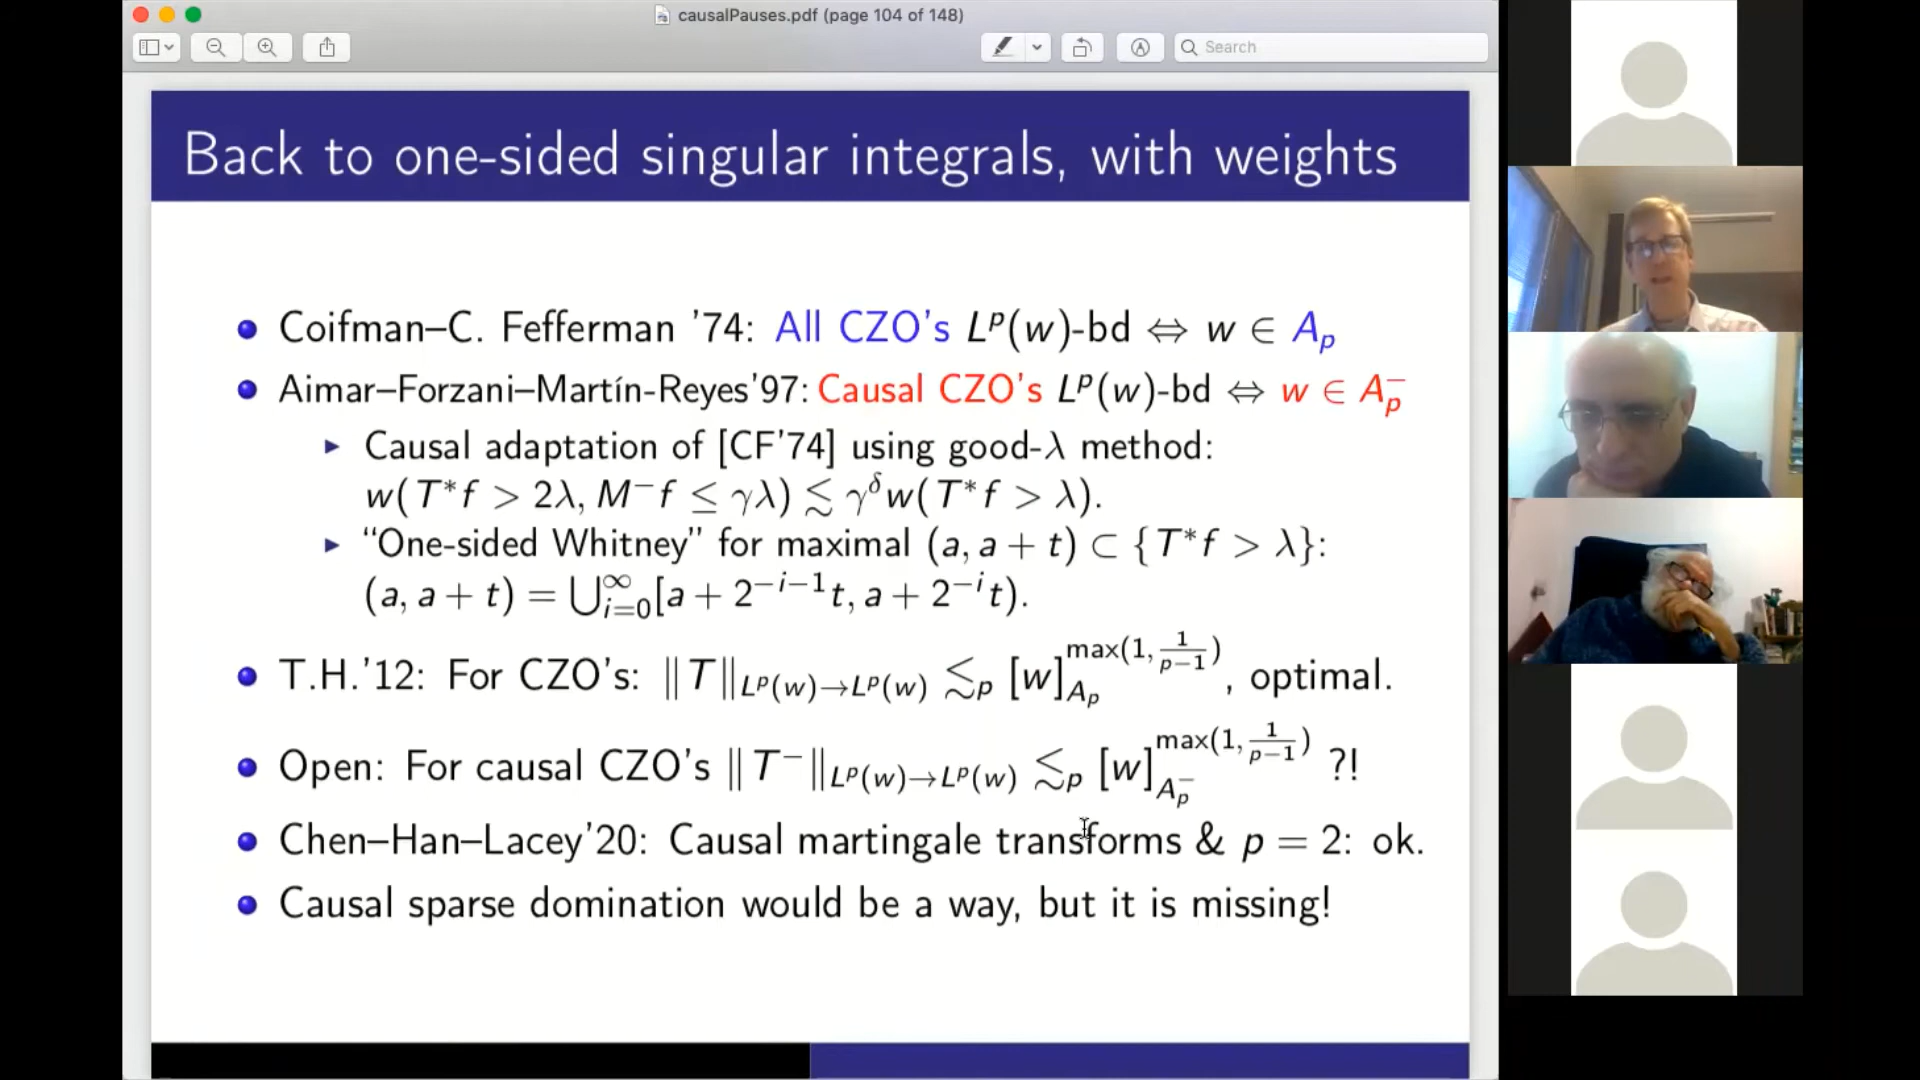 causalPauses.pdf (page 104 of 148)
Search
Back to one-sided singular integrals, with weights
Coifman–C. Fefferman '74: All CZO's Lᵖ(w)-bd ⇔ w ∈ A_p
Aimar–Forzani–Martín-Reyes'97: Causal CZO's Lᵖ(w)-bd ⇔ w ∈ A_p^-
Causal adaptation of [CF'74] using good-λ method:
w(T*f > 2λ, M⁻f ≤ γλ) ≲ γ^δ w(T*f > λ).
“One-sided Whitney” for maximal (a, a + t) ⊂ {T*f > λ}:
(a, a + t) = ⋃_{i=0}^∞ [a + 2^{-i-1}t, a + 2^{-i}t).
T.H.'12: For CZO's: ‖T‖_{L^p(w)→L^p(w)} ≲_p [w]_{A_p}^{max(1, 1/(p-1))}, optimal.
Open: For causal CZO's ‖T⁻‖_{L^p(w)→L^p(w)} ≲_p [w]_{A_p^-}^{max(1, 1/(p-1))} ?!
Chen–Han–Lacey'20: Causal martingale transforms & p = 2: ok.
Causal sparse domination would be a way, but it is missing!